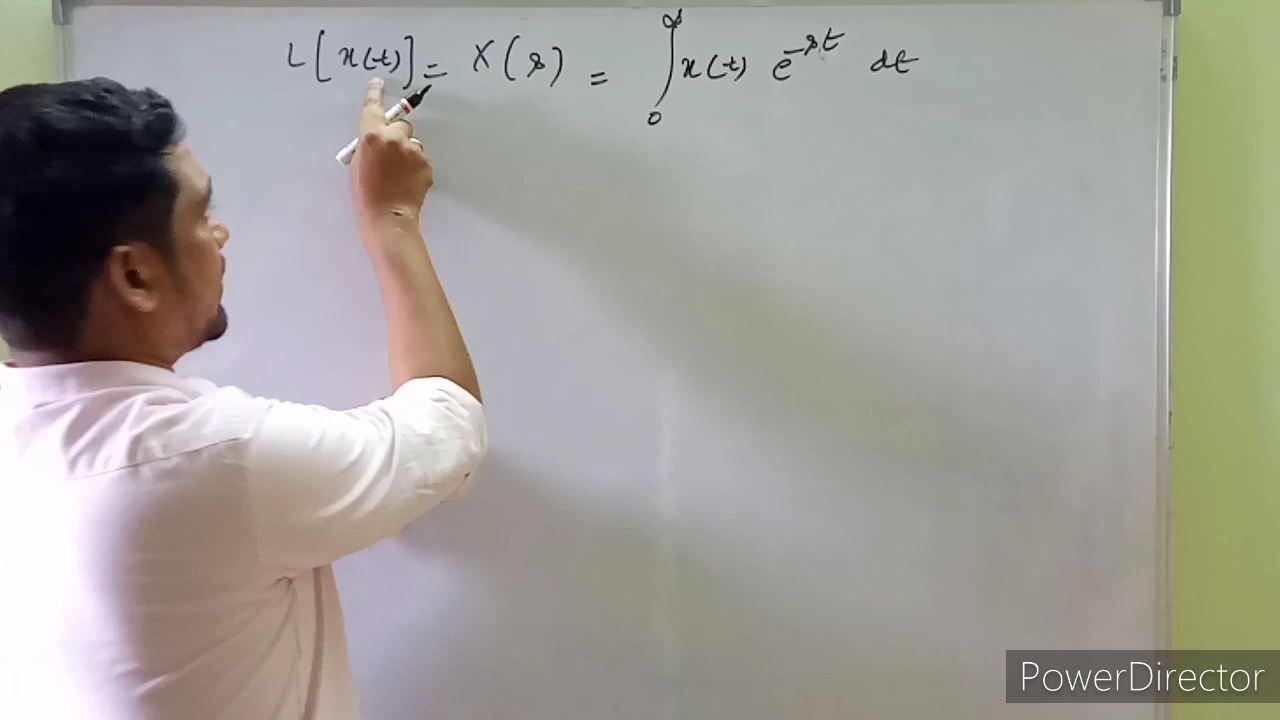 L[x(t)] = X(s) = ∫₀^∞ x(t) e^{-st} dt
PowerDirector